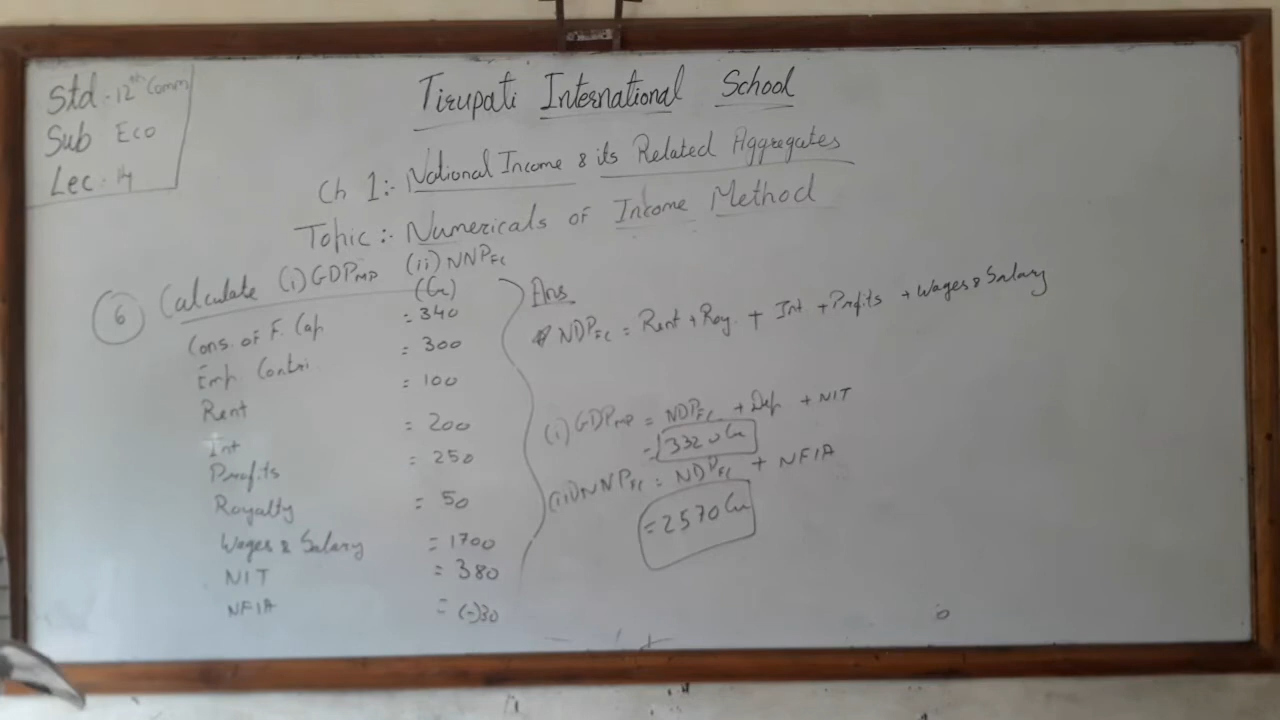 Std. 12th Comm
Sub Eco
Lec. 14
Tirupati International School
Ch 1:- National Income & its Related Aggregates
Topic:- Numericals of Income Method
6 Calculate (i) GDPMP (ii) NNPFC
(Cr)
Cons. of F. Cap = 340
Emp. Contri. = 300
Rent = 100
Int = 200
Profits = 250
Royalty = 50
Wages & Salary = 1700
NIT = 380
NFIA = (-)30
Ans.
NDPFC = Rent + Roy. + Int + Profits + Wages & Salary
(i) GDPMP = NDPFC + Dep + NIT
= 3320 Cr
(ii) NNPFC = NDPFC + NFIA
= 2570 Cr